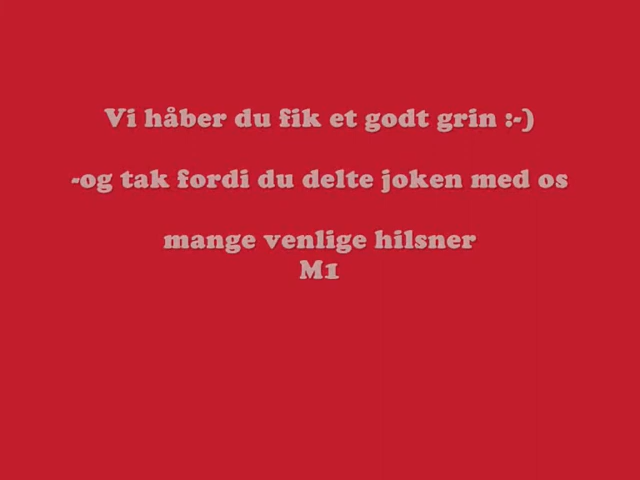 Vi håber du fik et godt grin :-)
-og tak fordi du delte joken med os
mange venlige hilsner
M1